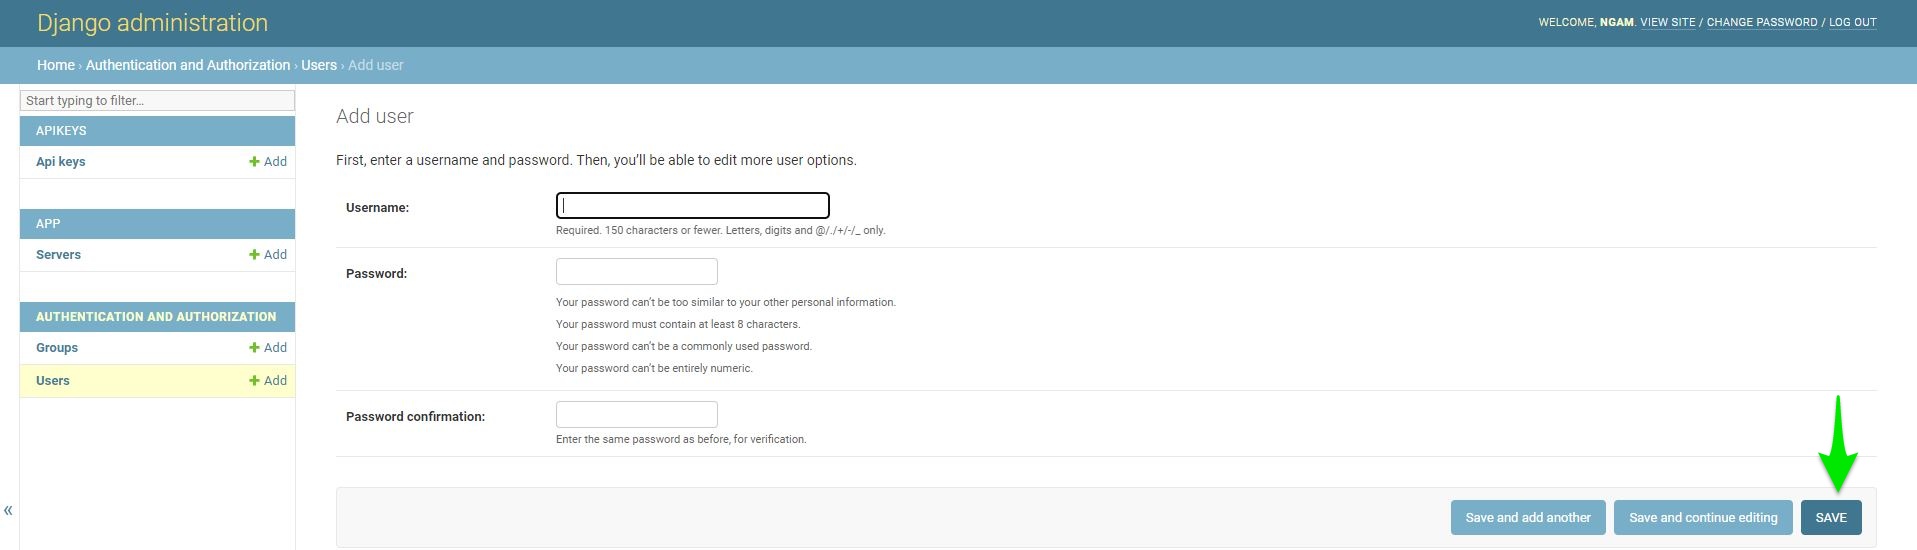 Django administration
WELCOME, NGAM. VIEW SITE / CHANGE PASSWORD / LOG OUT
Home › Authentication and Authorization › Users › Add user
Start typing to filter...
APIKEYS
Api keys + Add
APP
Servers + Add
AUTHENTICATION AND AUTHORIZATION
Groups + Add
Users + Add
«
Add user
First, enter a username and password. Then, you’ll be able to edit more user options.
Username:
Required. 150 characters or fewer. Letters, digits and @/./+/-/_ only.
Password:
Your password can’t be too similar to your other personal information.
Your password must contain at least 8 characters.
Your password can’t be a commonly used password.
Your password can’t be entirely numeric.
Password confirmation:
Enter the same password as before, for verification.
Save and add another
Save and continue editing
SAVE